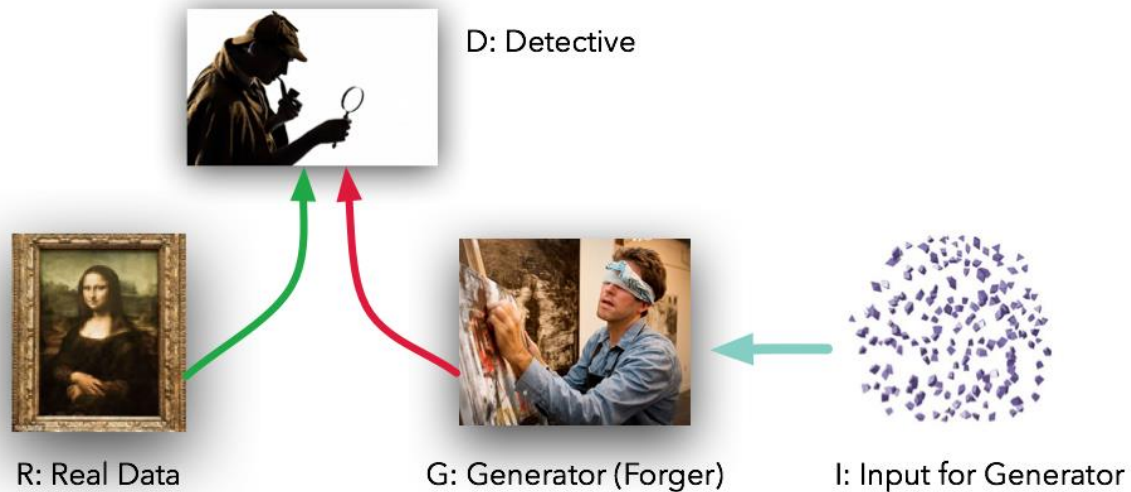 D: Detective
R: Real Data
G: Generator (Forger)
I: Input for Generator